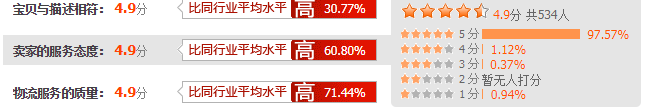 宝贝与描述相符：4.9分 比同行业平均水平 高 30.77%
卖家的服务态度：4.9分 比同行业平均水平 高 60.80%
物流服务的质量：4.9分 比同行业平均水平 高 71.44%
4.9分 共534人
5分 97.57%
4分 1.12%
3分 0.37%
2分 暂无人打分
1分 0.94%